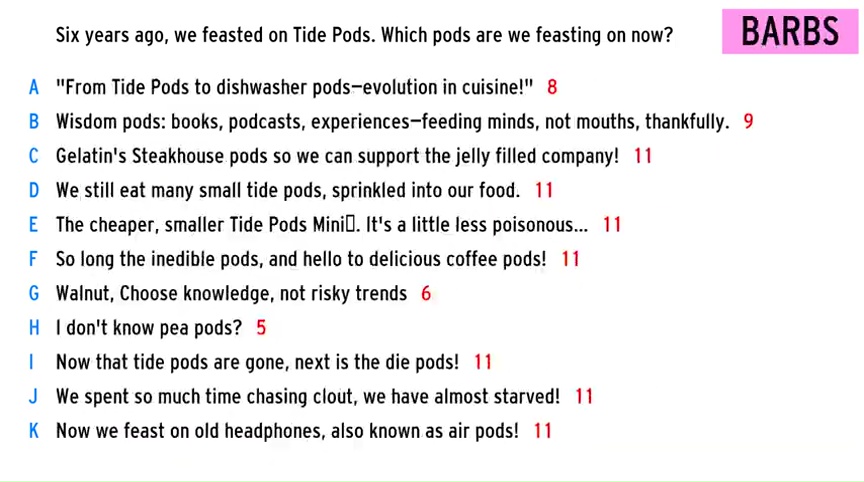 Six years ago, we feasted on Tide Pods. Which pods are we feasting on now?
BARBS
A "From Tide Pods to dishwasher pods—evolution in cuisine!" 8
B Wisdom pods: books, podcasts, experiences—feeding minds, not mouths, thankfully. 9
C Gelatin's Steakhouse pods so we can support the jelly filled company! 11
D We still eat many small tide pods, sprinkled into our food. 11
E The cheaper, smaller Tide Pods Mini▯. It's a little less poisonous... 11
F So long the inedible pods, and hello to delicious coffee pods! 11
G Walnut, Choose knowledge, not risky trends 6
H I don't know pea pods? 5
I Now that tide pods are gone, next is the die pods! 11
J We spent so much time chasing clout, we have almost starved! 11
K Now we feast on old headphones, also known as air pods! 11